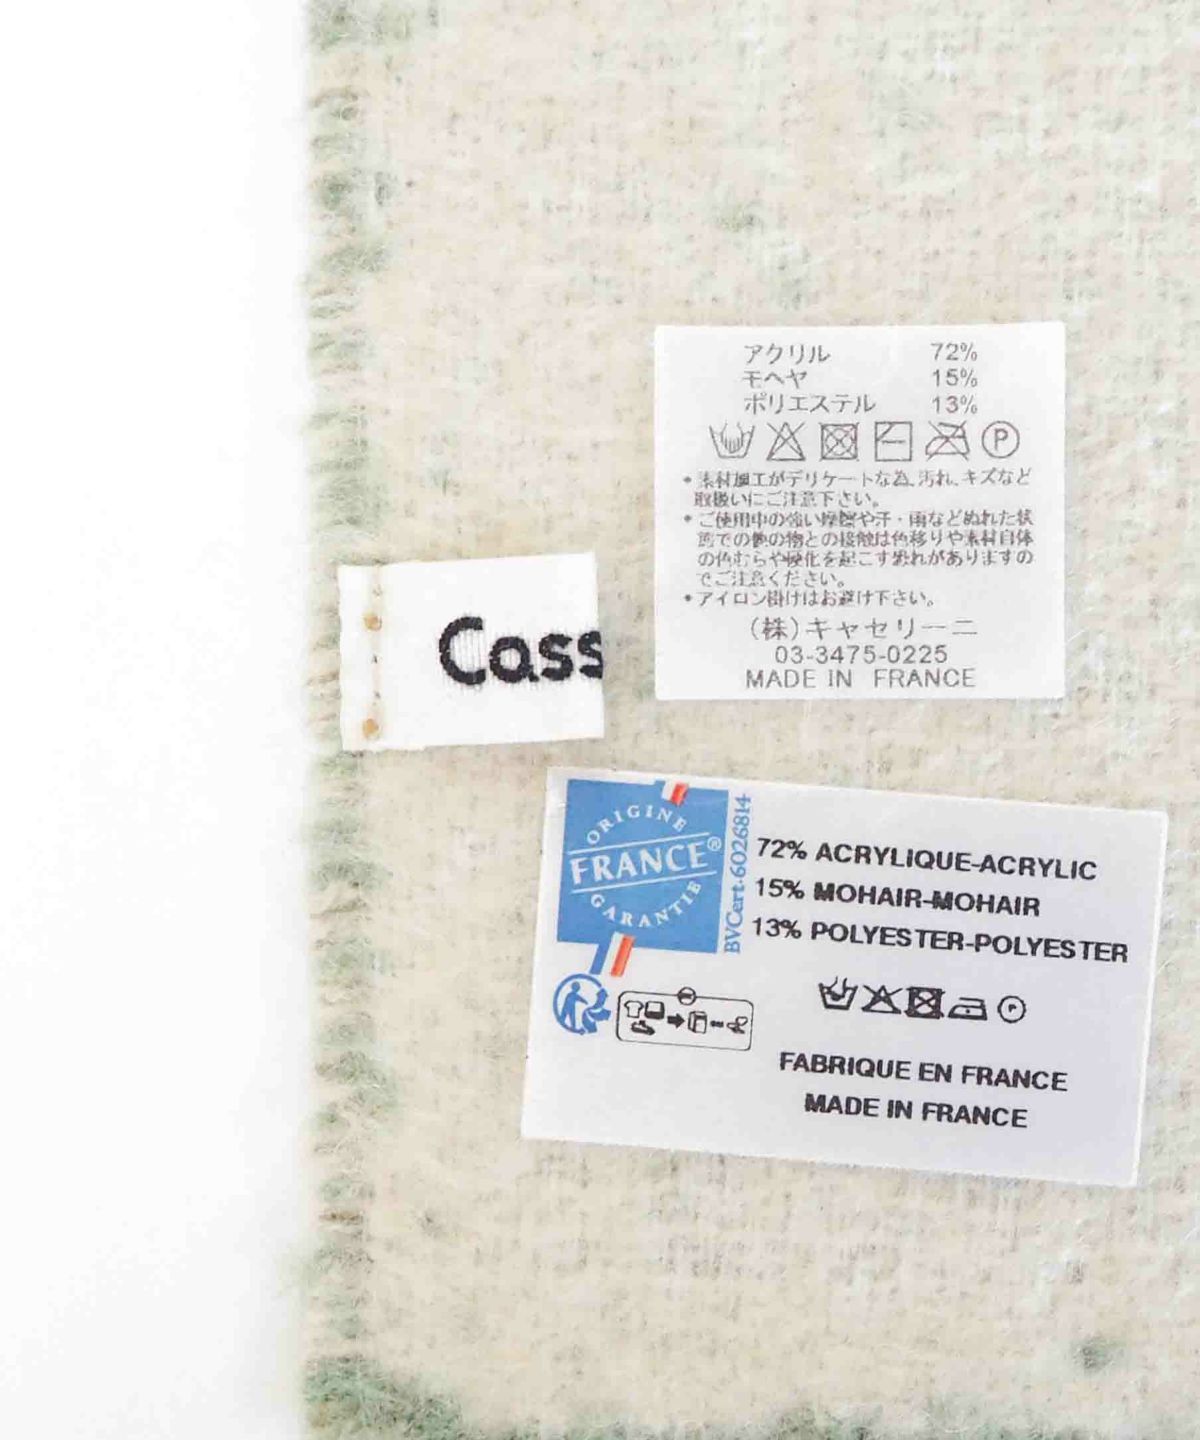 アクリル 72%
モヘヤ 15%
ポリエステル 13%
P
・素材加工がデリケートな為、汚れ、キズなど
取扱いにご注意下さい。
・ご使用中の強い摩擦や汗・雨などぬれた状
態での他の物との接触は色移りや素材自体
の色むらや硬化を起こす恐れがありますの
でご注意ください。
・アイロン掛けはお避け下さい。
(株)キャセリーニ
03-3475-0225
MADE IN FRANCE
Cass
ORIGINE
FRANCE®
GARANTIE
BVCert-6026814
72% ACRYLIQUE-ACRYLIC
15% MOHAIR-MOHAIR
13% POLYESTER-POLYESTER
P
FABRIQUE EN FRANCE
MADE IN FRANCE